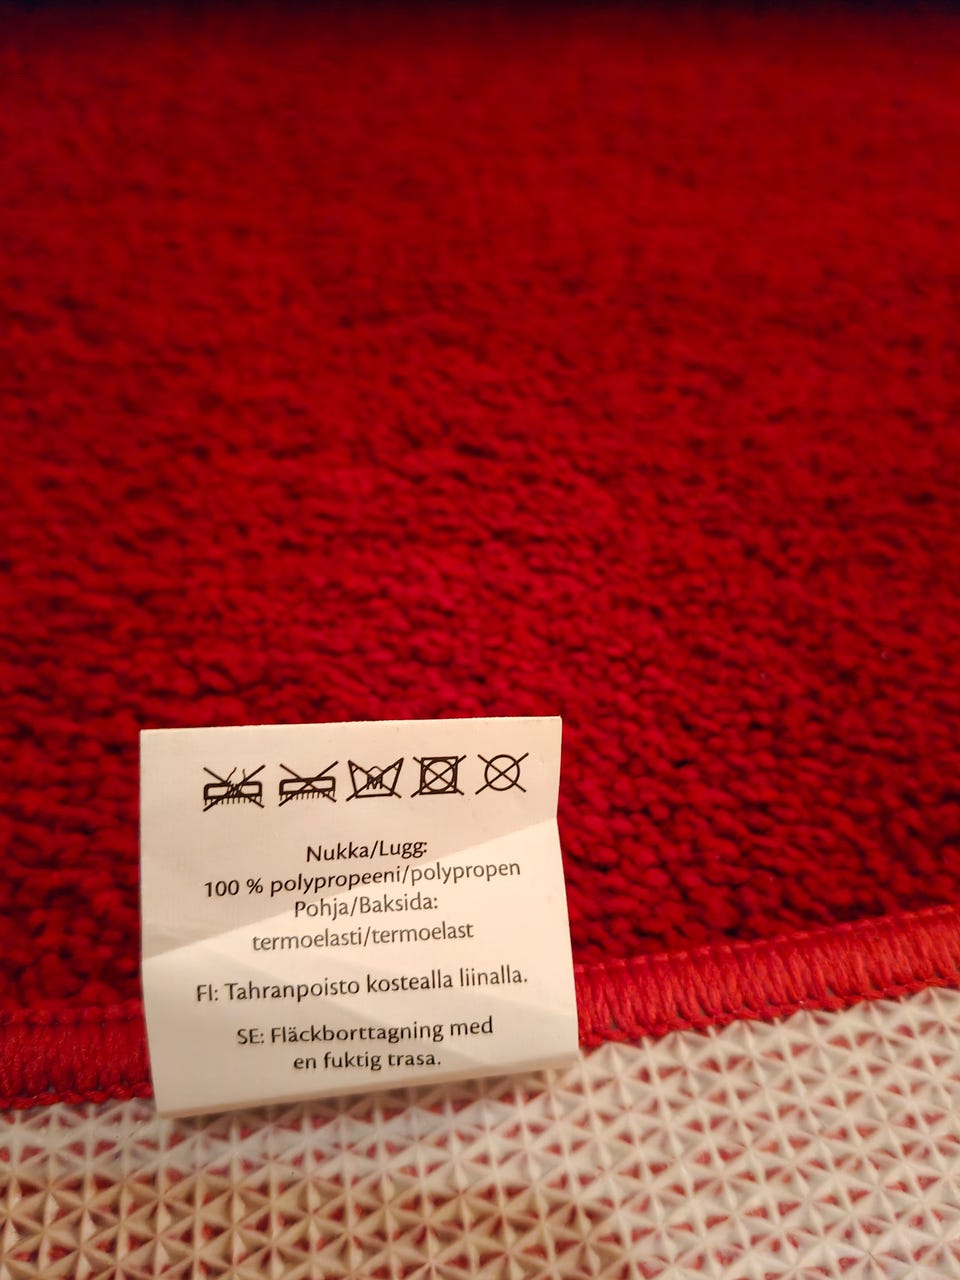 Nukka/Lugg:
100 % polypropeeni/polypropen
Pohja/Baksida:
termoelasti/termoelast
FI: Tahranpoisto kostealla liinalla.
SE: Fläckborttagning med
en fuktig trasa.